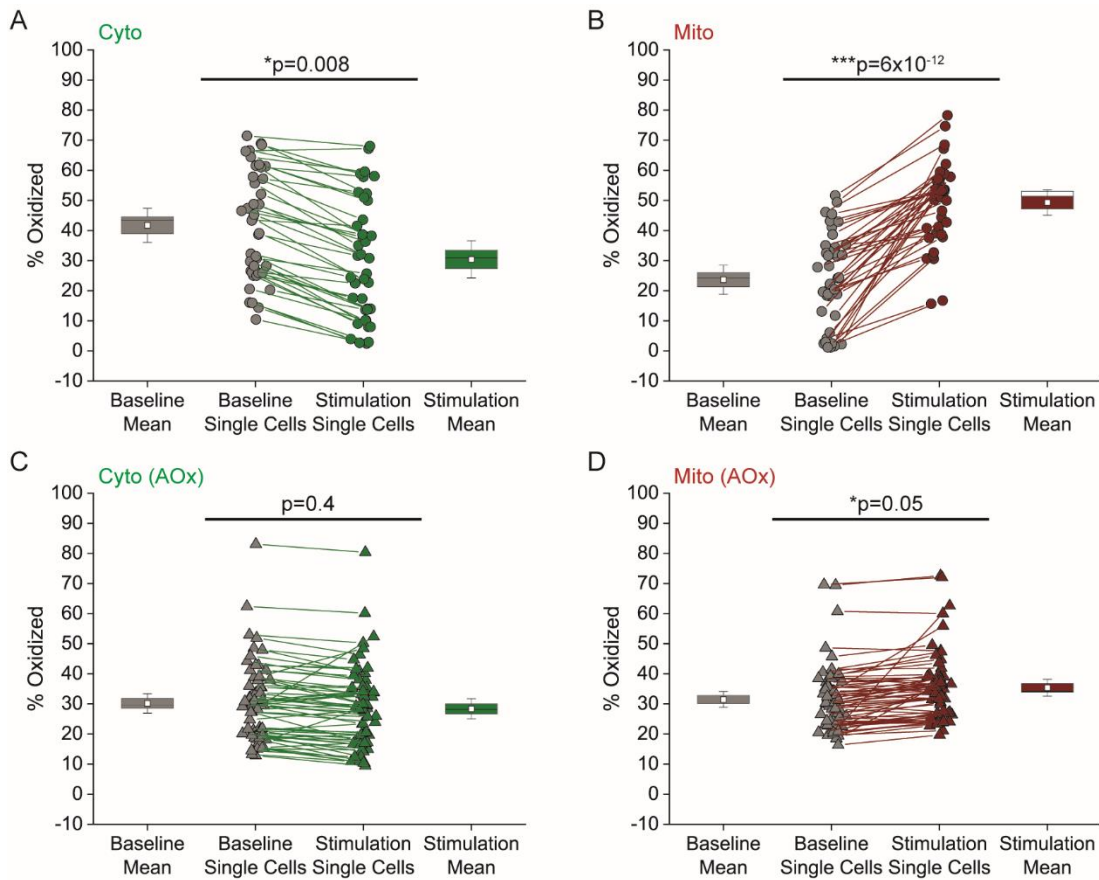 A
Cyto
*p=0.008
% Oxidized
100
90
80
70
60
50
40
30
20
10
0
-10
Baseline Mean
Baseline Single Cells
Stimulation Single Cells
Stimulation Mean
B
Mito
***p=6x10⁻¹²
% Oxidized
100
90
80
70
60
50
40
30
20
10
0
-10
Baseline Mean
Baseline Single Cells
Stimulation Single Cells
Stimulation Mean
C
Cyto (AOx)
p=0.4
% Oxidized
100
90
80
70
60
50
40
30
20
10
0
-10
Baseline Mean
Baseline Single Cells
Stimulation Single Cells
Stimulation Mean
D
Mito (AOx)
*p=0.05
% Oxidized
100
90
80
70
60
50
40
30
20
10
0
-10
Baseline Mean
Baseline Single Cells
Stimulation Single Cells
Stimulation Mean